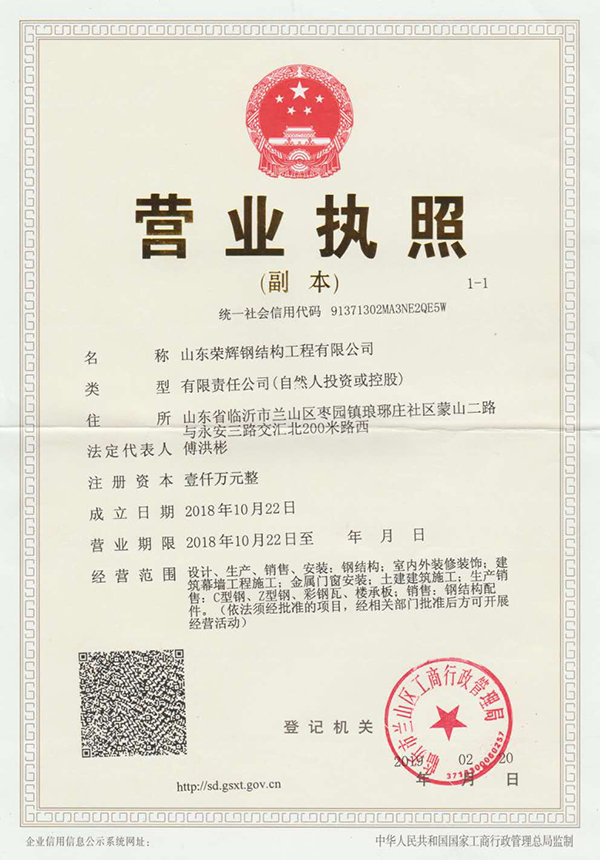 营业执照
(副 本)
1-1
统一社会信用代码 91371302MA3NE2QE5W
名 称 山东荣辉钢结构工程有限公司
类 型 有限责任公司(自然人投资或控股)
住 所 山东省临沂市兰山区枣园镇琅琊庄社区蒙山二路
与永安三路交汇北200米路西
法定代表人 傅洪彬
注册资本 壹仟万元整
成立日期 2018年10月22日
营业期限 2018年10月22日至 年 月 日
经营范围 设计、生产、销售、安装：钢结构；室内外装修装饰；建
筑幕墙工程施工；金属门窗安装；土建建筑施工；生产销
售：C型钢、Z型钢、彩钢瓦、楼承板；销售：钢结构配
件。（依法须经批准的项目，经相关部门批准后方可开展
经营活动）
登记机关
临沂市兰山区工商行政管理局
2019 02 20
年 月 日
http://sd.gsxt.gov.cn
企业信用信息公示系统网址:
中华人民共和国国家工商行政管理总局监制